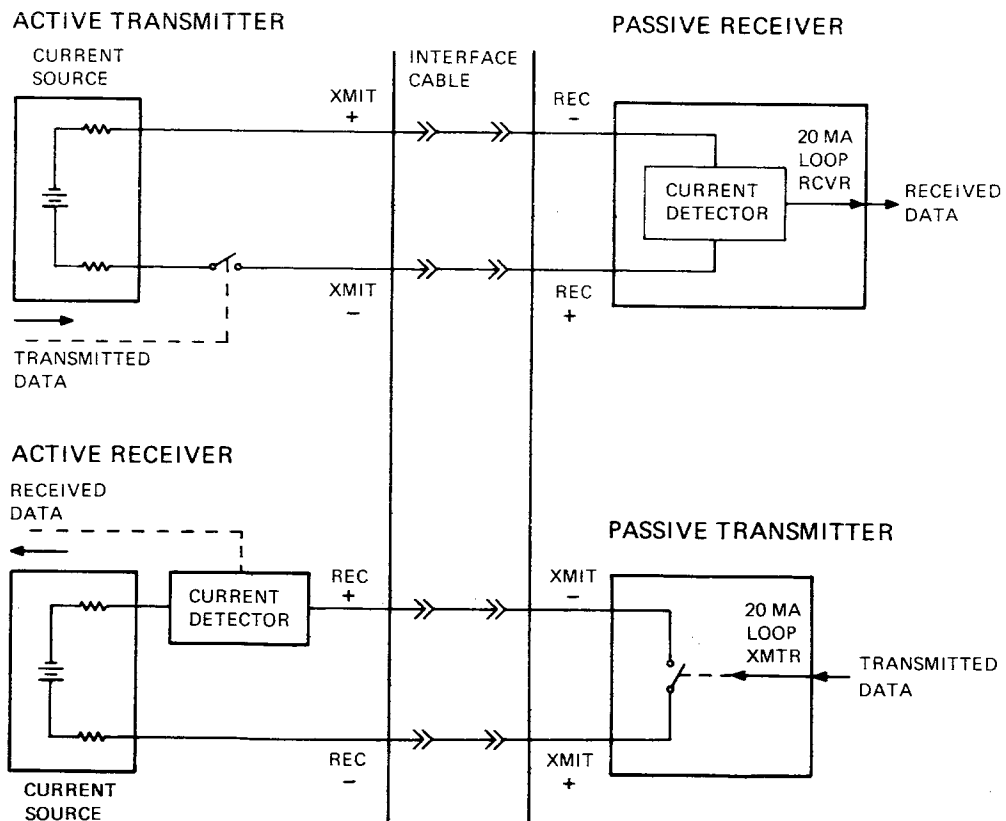 ACTIVE TRANSMITTER
CURRENT
SOURCE
XMIT
+
XMIT
−
TRANSMITTED
DATA
INTERFACE
CABLE
PASSIVE RECEIVER
REC
−
REC
+
CURRENT
DETECTOR
20 MA
LOOP
RCVR
RECEIVED
DATA
ACTIVE RECEIVER
RECEIVED
DATA
CURRENT
DETECTOR
REC
+
REC
−
CURRENT
SOURCE
PASSIVE TRANSMITTER
XMIT
−
XMIT
+
20 MA
LOOP
XMTR
TRANSMITTED
DATA